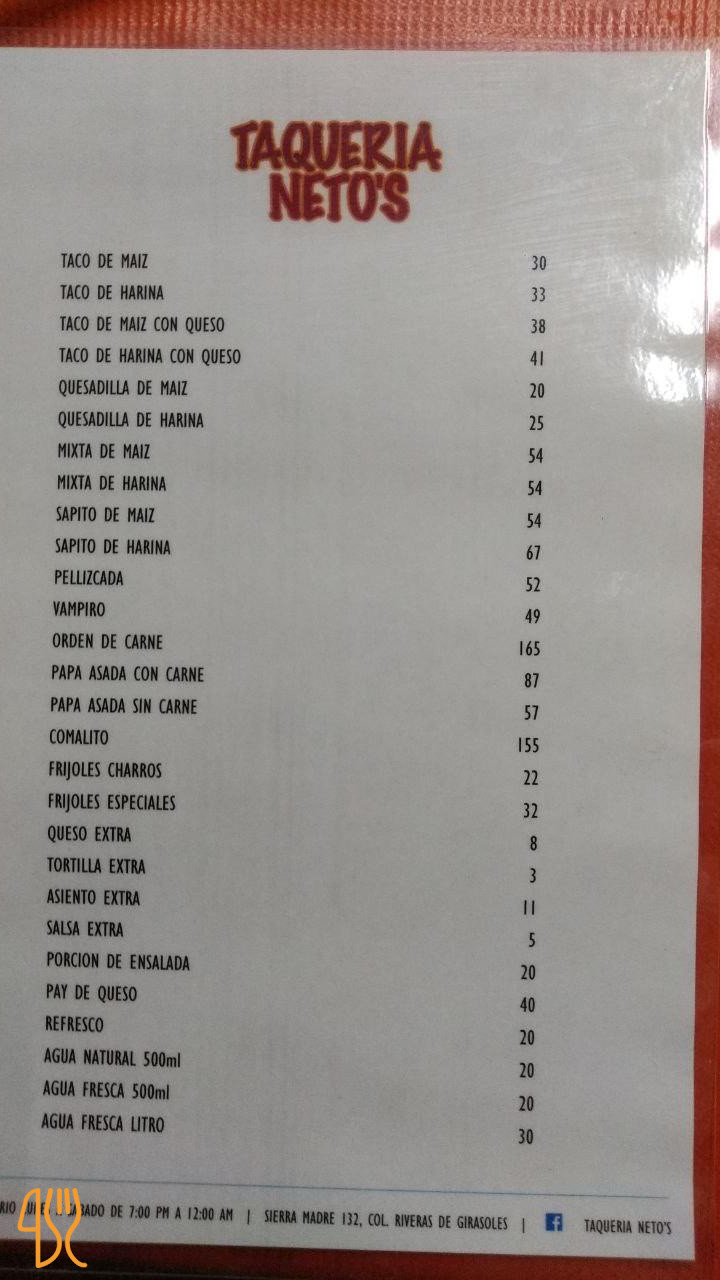 TAQUERIA
NETO'S
TACO DE MAIZ 30
TACO DE HARINA 33
TACO DE MAIZ CON QUESO 38
TACO DE HARINA CON QUESO 41
QUESADILLA DE MAIZ 20
QUESADILLA DE HARINA 25
MIXTA DE MAIZ 54
MIXTA DE HARINA 54
SAPITO DE MAIZ 54
SAPITO DE HARINA 67
PELLIZCADA 52
VAMPIRO 49
ORDEN DE CARNE 165
PAPA ASADA CON CARNE 87
PAPA ASADA SIN CARNE 57
COMALITO 155
FRIJOLES CHARROS 22
FRIJOLES ESPECIALES 32
QUESO EXTRA 8
TORTILLA EXTRA 3
ASIENTO EXTRA 11
SALSA EXTRA 5
PORCION DE ENSALADA 20
PAY DE QUESO 40
REFRESCO 20
AGUA NATURAL 500ml 20
AGUA FRESCA 500ml 20
AGUA FRESCA LITRO 30
DE 7:00 PM A 12:00 AM | SIERRA MADRE 132, COL. RIVERAS DE GIRASOLES | f TAQUERIA NETO'S